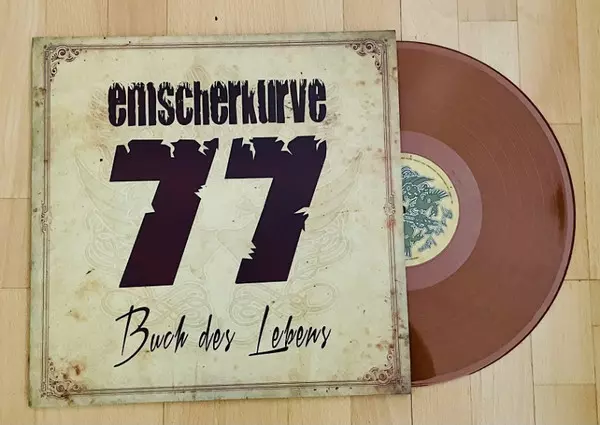 emscherkurve
77
Buch des Lebens